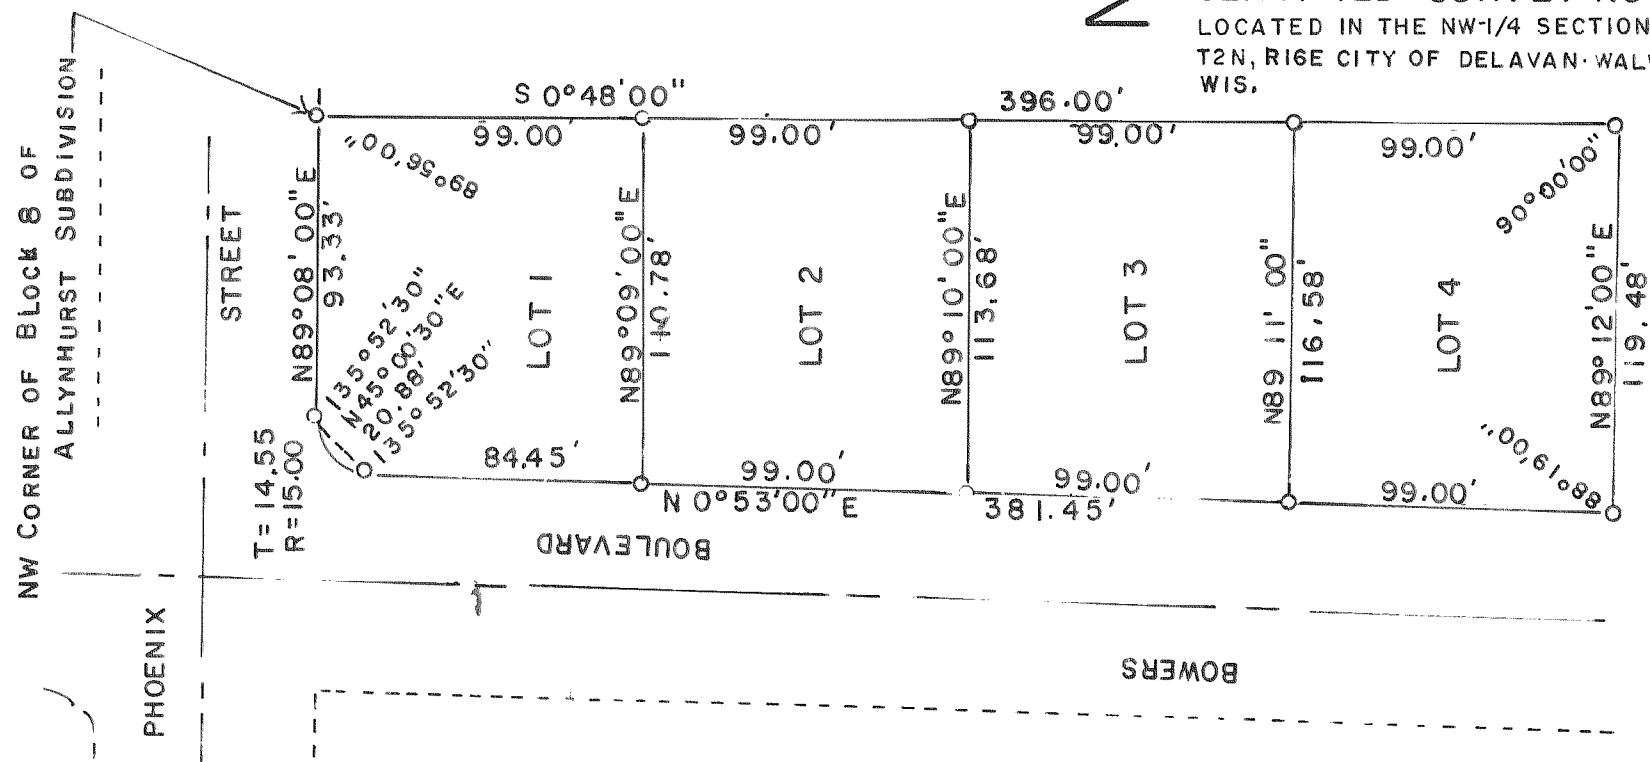 LOCATED IN THE NW-1/4 SECTION
T2N, R16E CITY OF DELAVAN·
WIS.
NW CORNER OF BLOCK 8 OF
ALLYNHURST SUBDIVISION
STREET
PHOENIX
S 0°48'00"
396.00'
99.00'
99.00'
99.00'
99.00'
89°56'00"
90°00'00"
N89°08'00"E
93.33'
135°52'30"
N45°00'30"E
20.88'
135°52'30"
T=14.55
R=15.00
LOT 1
N89°09'00"E
110.78'
LOT 2
N89°10'00"E
113.68'
LOT 3
N89 11' 00"
116.58'
LOT 4
N89°12'00"E
119.48'
88°19'00"
84.45'
99.00'
99.00'
99.00'
N 0°53'00"E
381.45'
BOULEVARD
BOWERS